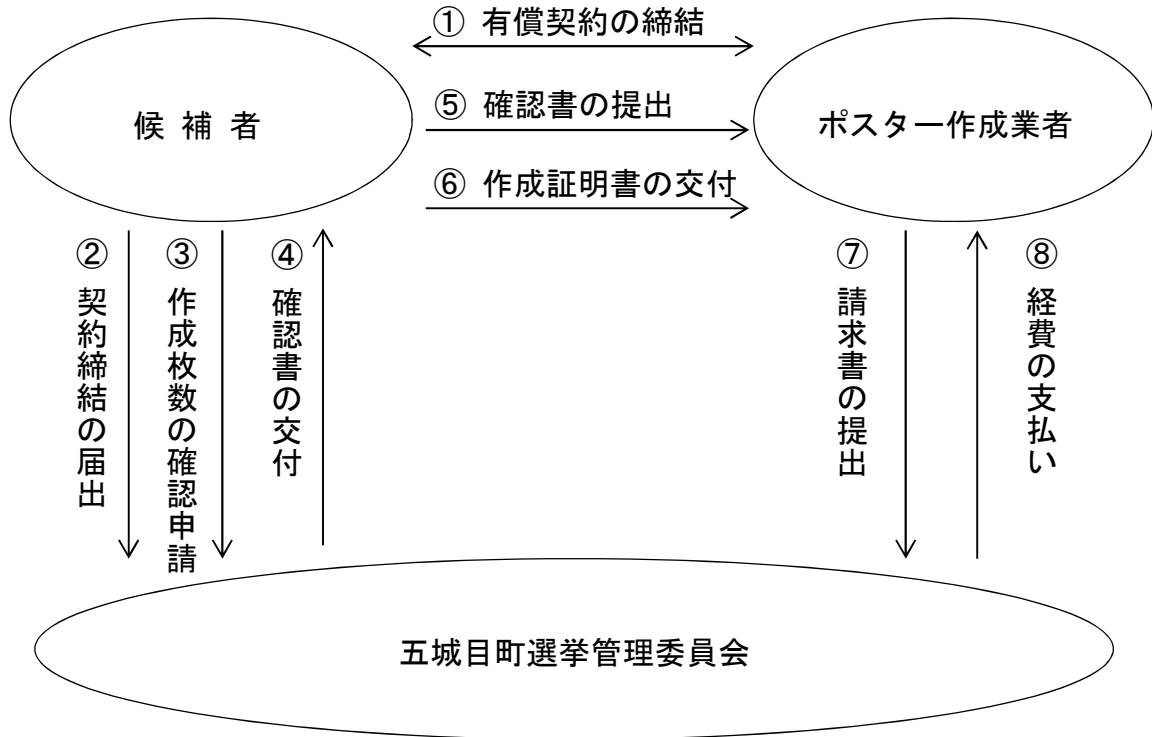 ① 有償契約の締結
候 補 者
⑤ 確認書の提出
ポスター作成業者
⑥ 作成証明書の交付
② 契約締結の届出
③ 作成枚数の確認申請
④ 確認書の交付
⑦ 請求書の提出
⑧ 経費の支払い
五城目町選挙管理委員会